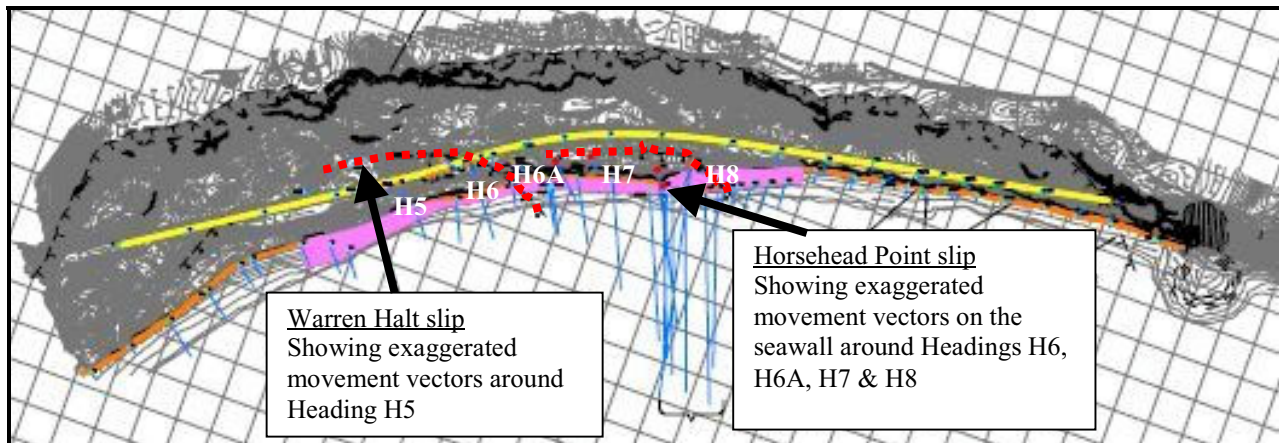 H5
H6
H6A
H7
H8
Warren Halt slip
Showing exaggerated
movement vectors around
Heading H5
Horsehead Point slip
Showing exaggerated
movement vectors on the
seawall around Headings H6,
H6A, H7 & H8